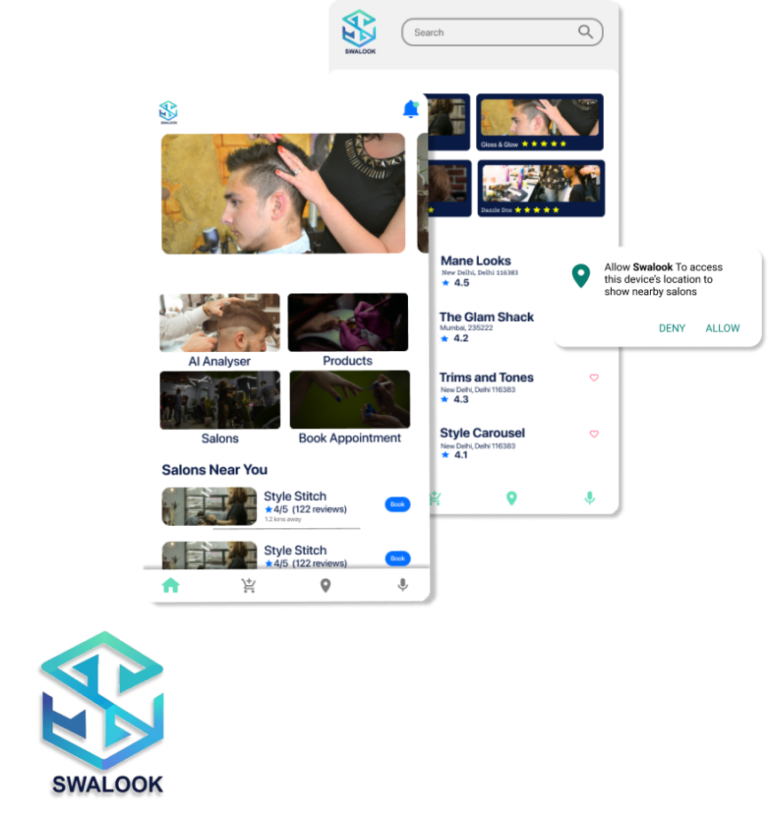 SWALOOK
Search
SWALOOK
Gloss & Glow
Dazzle Don
Mane Looks
New Delhi, Delhi 116383
4.5
The Glam Shack
Mumbai, 235222
4.2
Trims and Tones
New Delhi, Delhi 116383
4.3
Style Carousel
New Delhi, Delhi 116383
4.1
Allow Swalook To access
this device's location to
show nearby salons
DENY ALLOW
AI Analyser Products
Salons Book Appointment
Salons Near You
Style Stitch
4/5 (122 reviews)
1.2 kms away
Book
Style Stitch
4/5 (122 reviews)
Book
SWALOOK